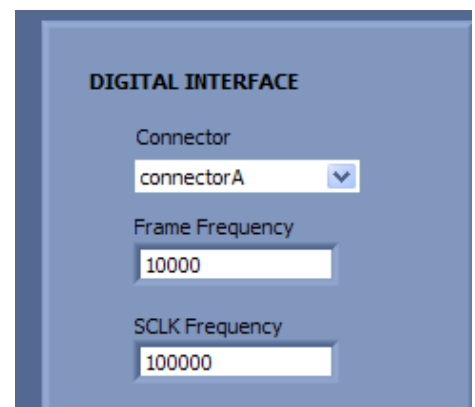 DIGITAL INTERFACE
Connector
connectorA
Frame Frequency
10000
SCLK Frequency
100000